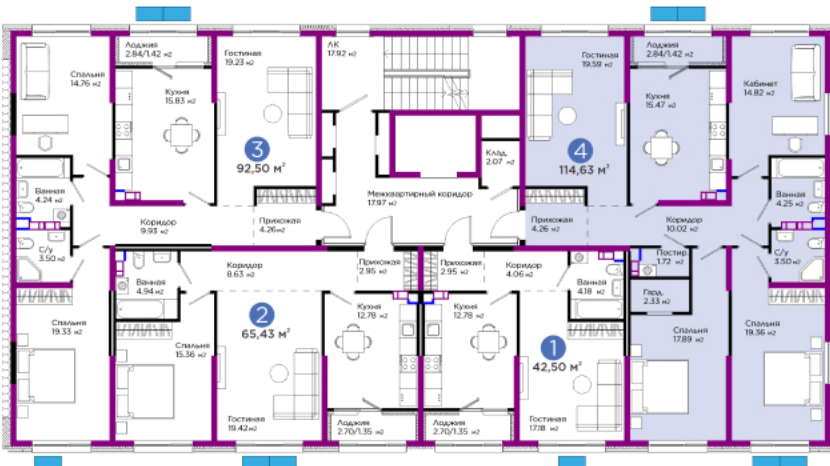 Лоджия
2.84/1.42 м2
Гостиная
19.23 м2
ЛК
17.92 м2
Гостиная
19.59 м2
Лоджия
2.84/1.42 м2
Спальня
14.76 м2
Кухня
15.83 м2
Кухня
15.47 м2
Кабинет
14.82 м2
3
92,50 м²
Клад.
2.07 м2
4
114,63 м²
Ванная
4.24 м2
Межквартирный коридор
17.97 м2
Ванная
4.25 м2
Коридор
9.93 м2
Прихожая
4.26 м2
Прихожая
4.26 м2
Коридор
10.02 м2
С/у
3.50 м2
С/у
3.50 м2
Коридор
8.63 м2
Прихожая
2.95 м2
Прихожая
2.95 м2
Коридор
4.06 м2
Постир.
1.72 м2
Ванная
4.94 м2
Ванная
4.18 м2
Гард.
2.33 м2
2
65,43 м²
Кухня
12.78 м2
Кухня
12.78 м2
Спальня
19.33 м2
Спальня
15.36 м2
1
42,50 м²
Спальня
17.89 м2
Спальня
19.36 м2
Гостиная
19.42 м2
Лоджия
2.70/1.35 м2
Лоджия
2.70/1.35 м2
Гостиная
17.18 м2